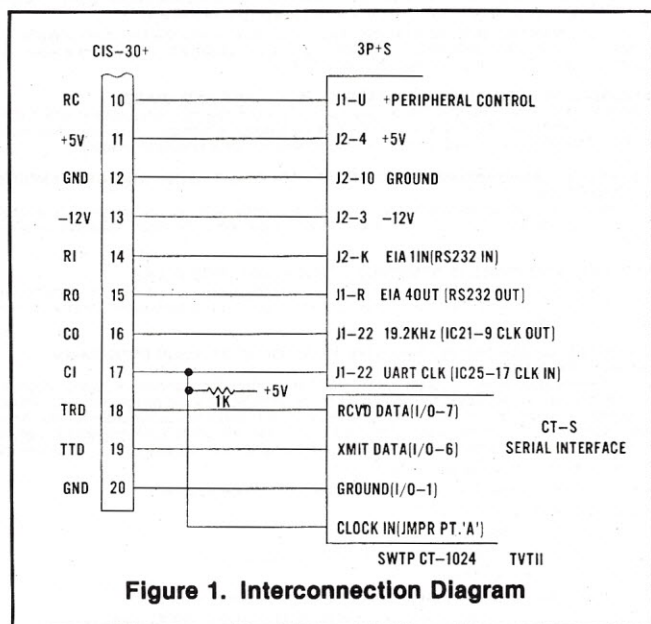 CIS-30+ 3P+S
RC 10 J1-U +PERIPHERAL CONTROL
+5V 11 J2-4 +5V
GND 12 J2-10 GROUND
-12V 13 J2-3 -12V
RI 14 J2-K EIA 1IN(RS232 IN)
RO 15 J1-R EIA 4OUT (RS232 OUT)
CO 16 J1-22 19.2KHz (IC21-9 CLK OUT)
CI 17 J1-22 UART CLK (IC25-17 CLK IN)
1K +5V
TRD 18 RCVD DATA(I/O-7)
CT-S
TTD 19 XMIT DATA(I/O-6) SERIAL INTERFACE
GND 20 GROUND(I/O-1)
CLOCK IN(JMPR PT.'A')
SWTP CT-1024 TVTII
Figure 1. Interconnection Diagram